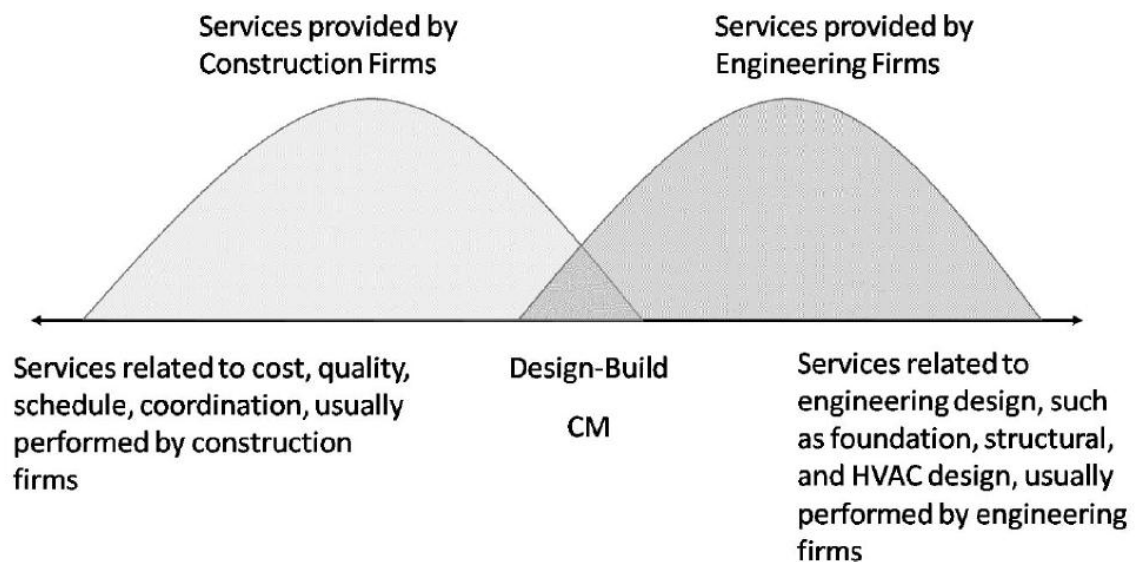 Services provided by
Construction Firms
Services provided by
Engineering Firms
Services related to cost, quality,
schedule, coordination, usually
performed by construction
firms
Design-Build
CM
Services related to
engineering design, such
as foundation, structural,
and HVAC design, usually
performed by engineering
firms